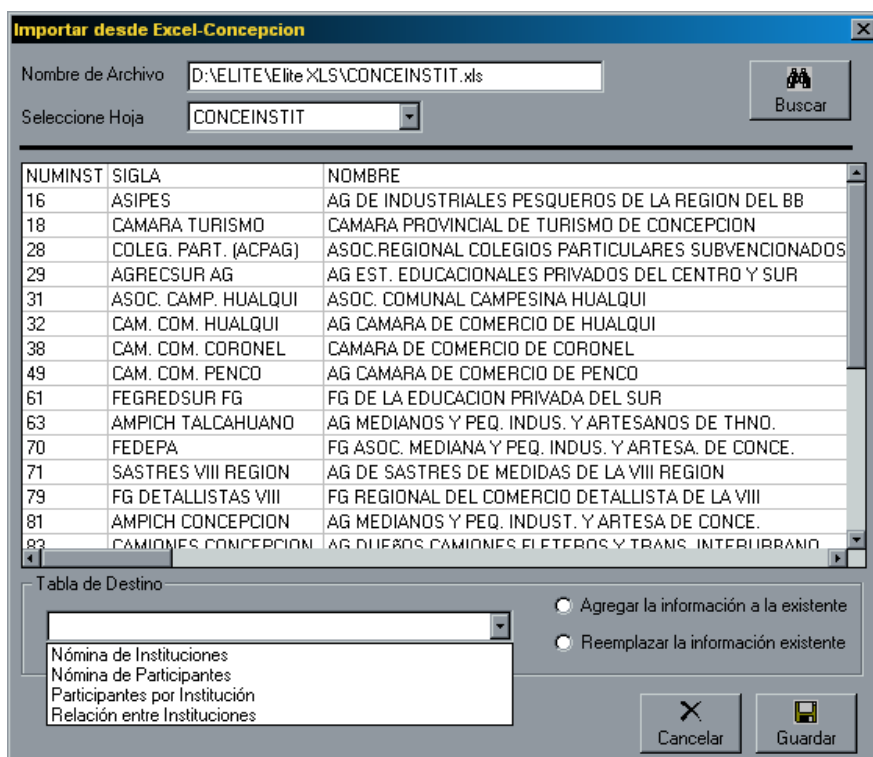 Importar desde Excel-Concepcion
Nombre de Archivo D:\ELITE\Elite XLS\CONCEINSTIT.xls
Buscar
Seleccione Hoja CONCEINSTIT
NUMINST SIGLA NOMBRE
16 ASIPES AG DE INDUSTRIALES PESQUEROS DE LA REGION DEL BB
18 CAMARA TURISMO CAMARA PROVINCIAL DE TURISMO DE CONCEPCION
28 COLEG. PART. (ACPAG) ASOC.REGIONAL COLEGIOS PARTICULARES SUBVENCIONADOS
29 AGRECSUR AG AG EST. EDUCACIONALES PRIVADOS DEL CENTRO Y SUR
31 ASOC. CAMP. HUALQUI ASOC. COMUNAL CAMPESINA HUALQUI
32 CAM. COM. HUALQUI AG CAMARA DE COMERCIO DE HUALQUI
38 CAM. COM. CORONEL CAMARA DE COMERCIO DE CORONEL
49 CAM. COM. PENCO AG CAMARA DE COMERCIO DE PENCO
61 FEGREDSUR FG FG DE LA EDUCACION PRIVADA DEL SUR
63 AMPICH TALCAHUANO AG MEDIANOS Y PEQ. INDUS. Y ARTESANOS DE THNO.
70 FEDEPA FG ASOC. MEDIANA Y PEQ. INDUS. Y ARTESA. DE CONCE.
71 SASTRES VIII REGION AG DE SASTRES DE MEDIDAS DE LA VIII REGION
79 FG DETALLISTAS VIII FG REGIONAL DEL COMERCIO DETALLISTA DE LA VIII
81 AMPICH CONCEPCION AG MEDIANOS Y PEQ. INDUST. Y ARTESA DE CONCE.
83 CAMIONES CONCEPCION AG DUEñOS CAMIONES FLETEROS Y TRANS. INTERURBANO
Tabla de Destino
Agregar la información a la existente
Reemplazar la información existente
Nómina de Instituciones
Nómina de Participantes
Participantes por Institución
Relación entre Instituciones
Cancelar Guardar